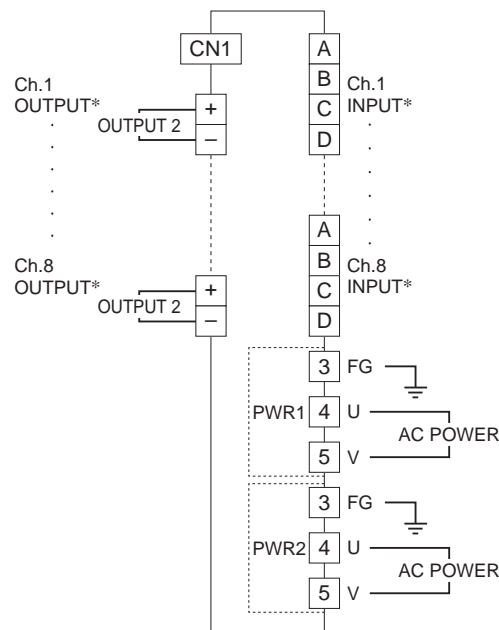 CN1
A
B
C
D
Ch.1
OUTPUT*
OUTPUT 2
+
–
Ch.1
INPUT*
Ch.8
OUTPUT*
OUTPUT 2
+
–
A
B
C
D
Ch.8
INPUT*
PWR1
3 FG
4 U
5 V
AC POWER
PWR2
3 FG
4 U
5 V
AC POWER